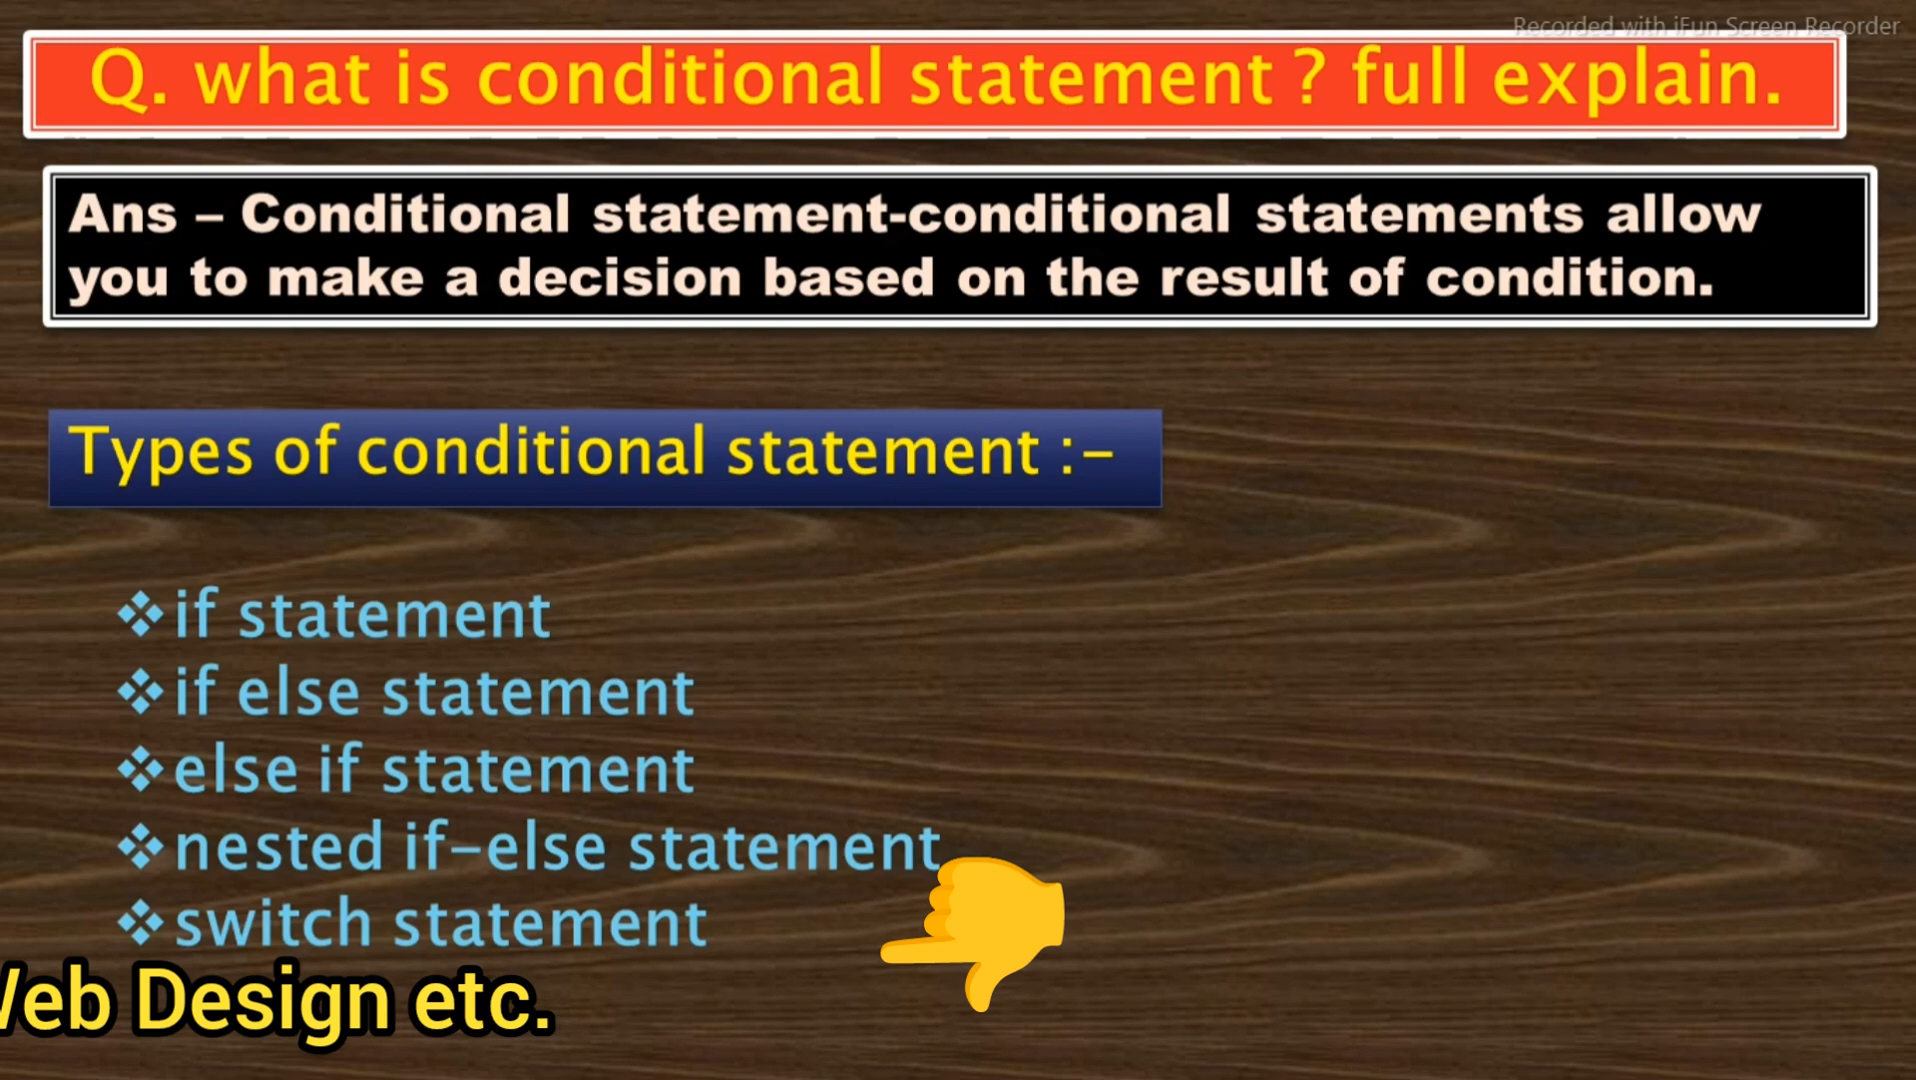 Recorded with iFun Screen Recorder
Q. what is conditional statement ? full explain.
Ans – Conditional statement-conditional statements allow
you to make a decision based on the result of condition.
Types of conditional statement :-
❖if statement
❖if else statement
❖else if statement
❖nested if-else statement
❖switch statement
Design etc.